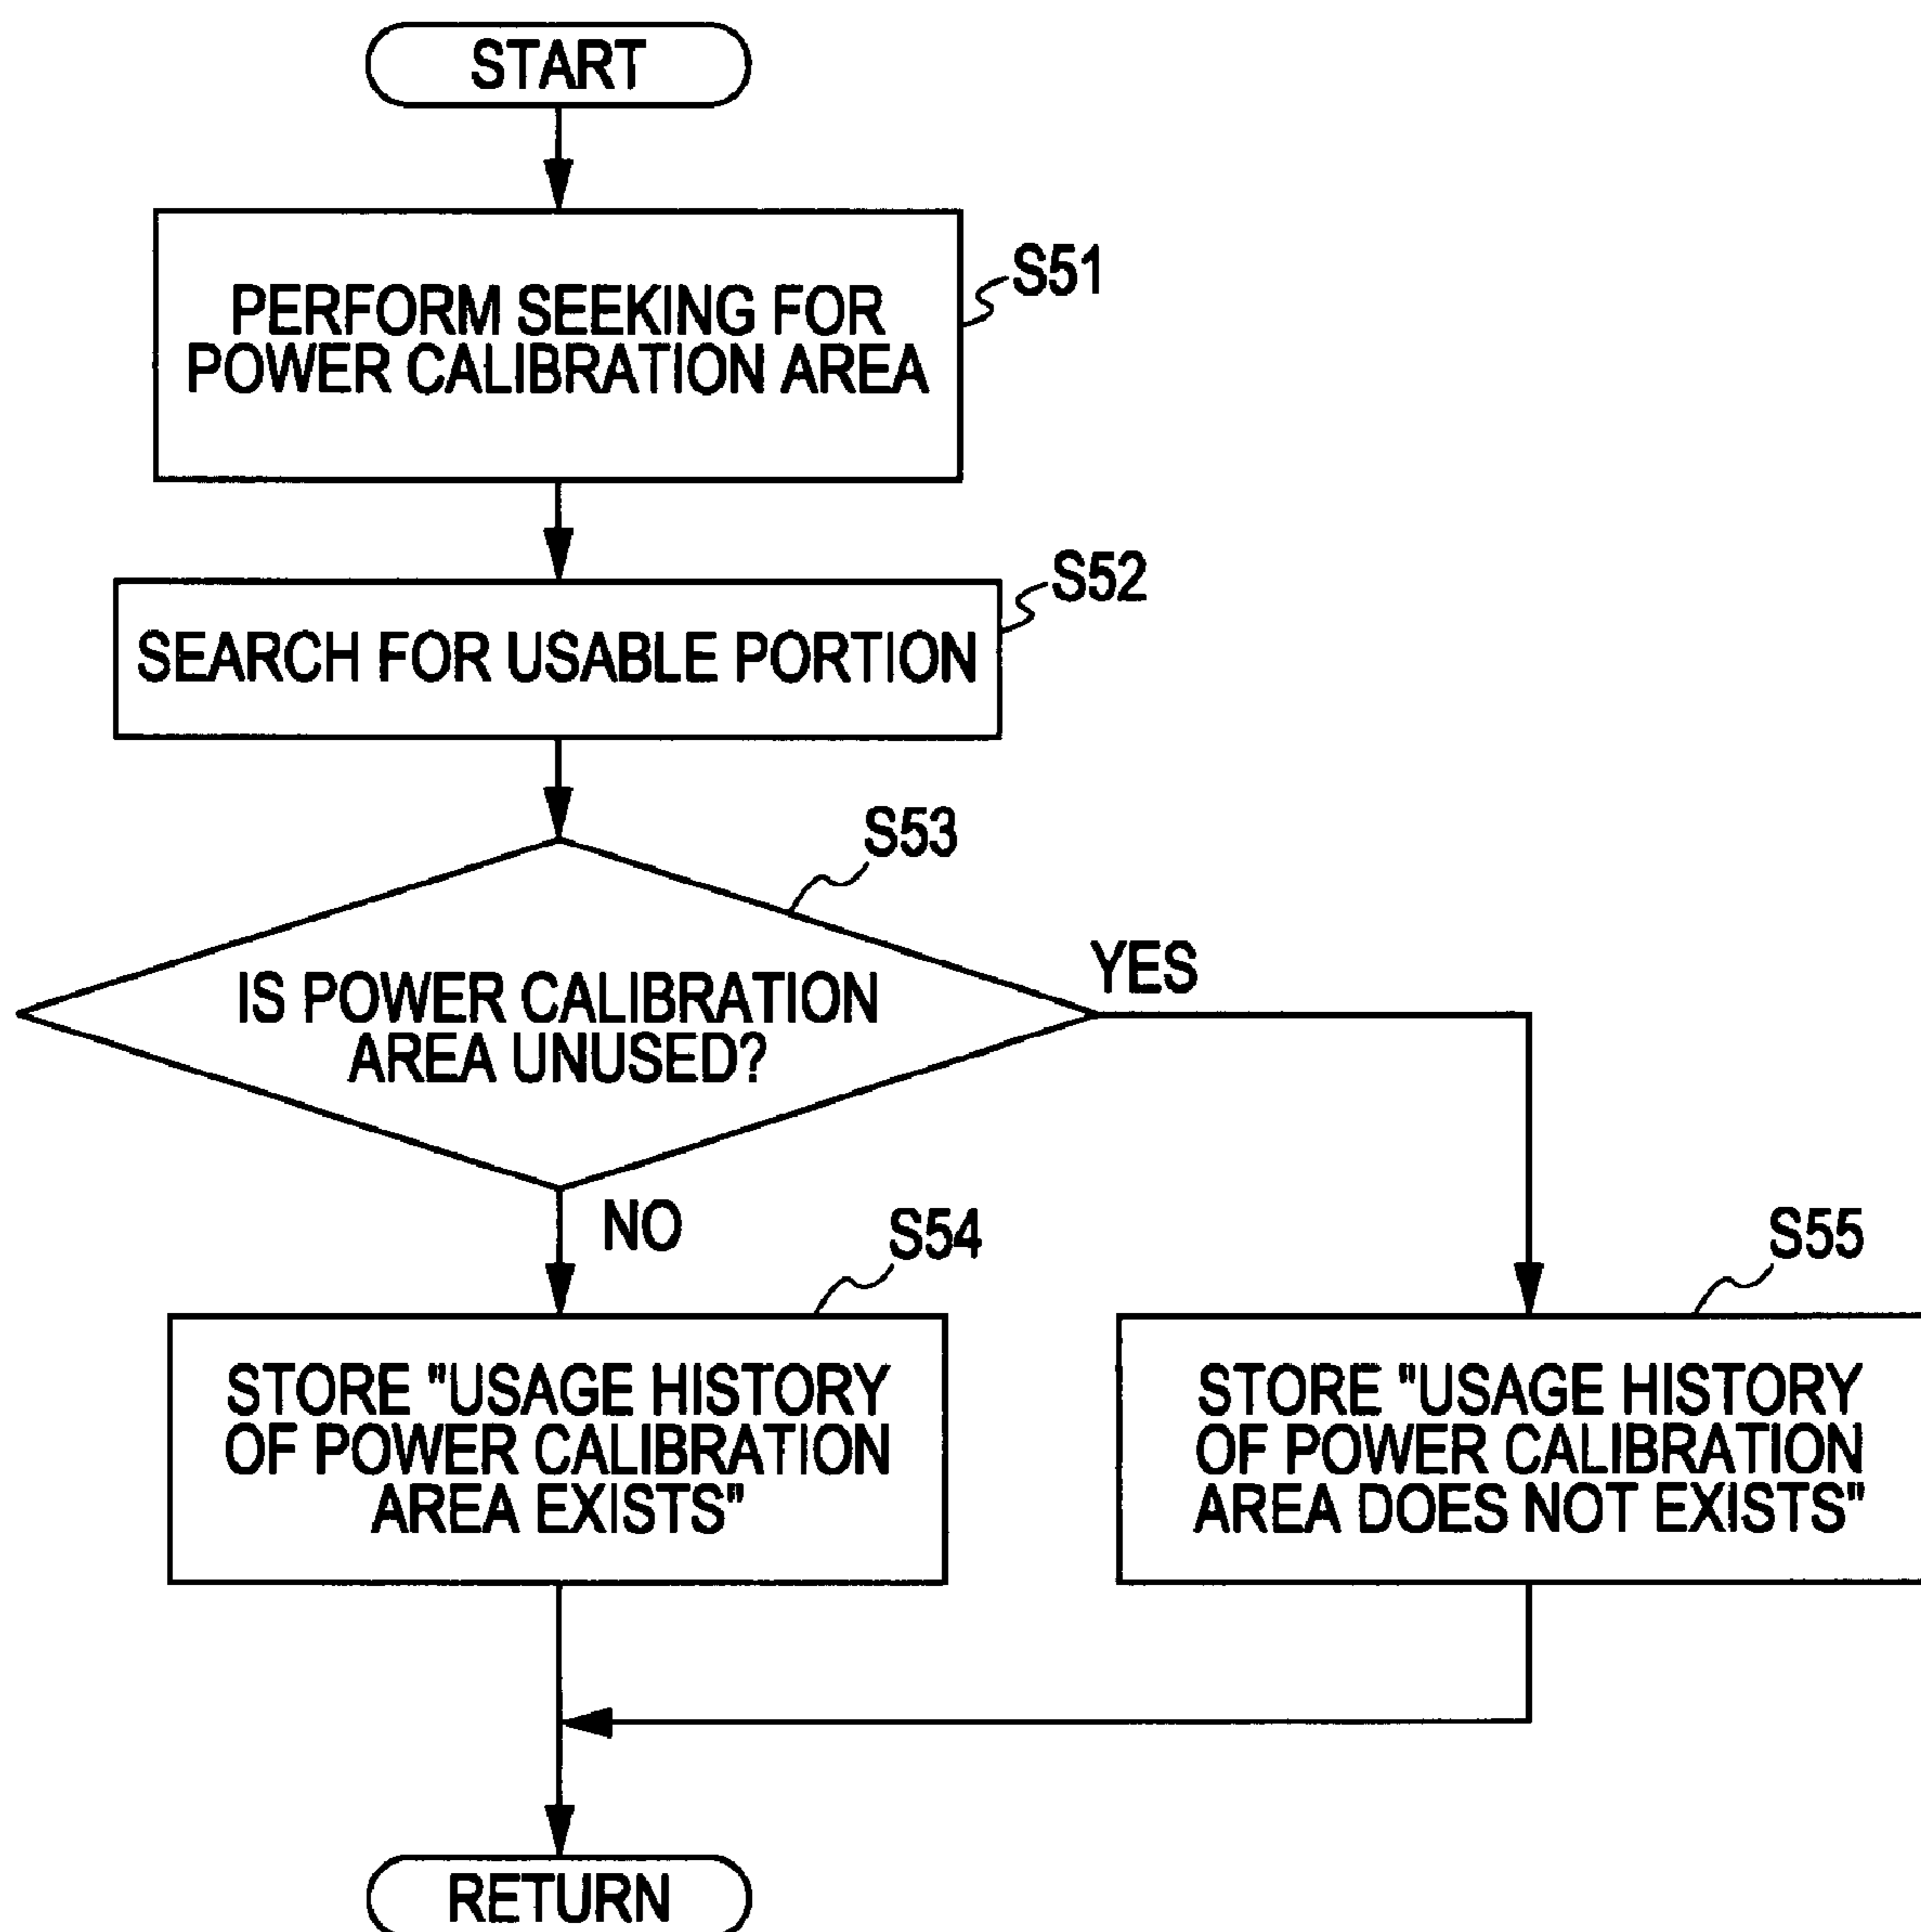 START
PERFORM SEEKING FOR
POWER CALIBRATION AREA
S51
SEARCH FOR USABLE PORTION
S52
S53
IS POWER CALIBRATION
AREA UNUSED?
YES
NO
S54
STORE "USAGE HISTORY
OF POWER CALIBRATION
AREA EXISTS"
S55
STORE "USAGE HISTORY
OF POWER CALIBRATION
AREA DOES NOT EXISTS"
RETURN